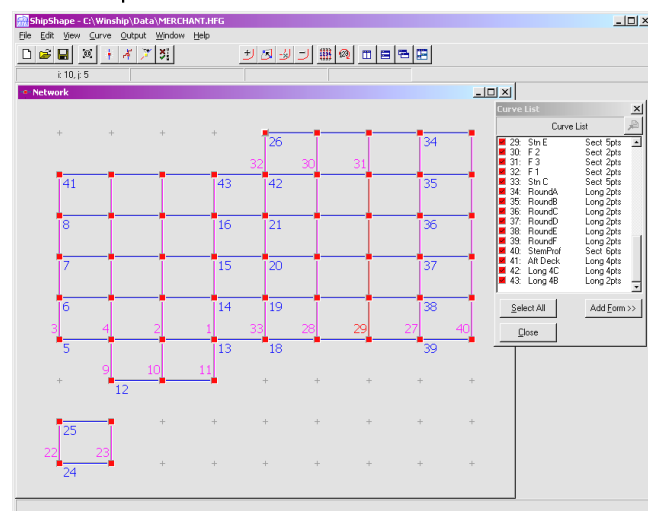 ShipShape - C:\Winship\Data\MERCHANT.HFG
File Edit View Curve Output Window Help
i: 10, j: 5
Network
26 34
32 30 31
41 43 42 35
8 16 21 36
7 15 20 37
6 14 19 38
3 4 2 1 33 28 29 27 40
5 13 18 39
9 10 11
12
25
22 23
24
Curve List
Curve List
29: Stn E Sect 5pts
30: F 2 Sect 2pts
31: F 3 Sect 2pts
32: F 1 Sect 2pts
33: Stn C Sect 5pts
34: RoundA Long 2pts
35: RoundB Long 2pts
36: RoundC Long 2pts
37: RoundD Long 2pts
38: RoundE Long 2pts
39: RoundF Long 2pts
40: StemProf Sect 6pts
41: Aft Deck Long 4pts
42: Long 4C Long 4pts
43: Long 4B Long 2pts
Select All Add Form >>
Close